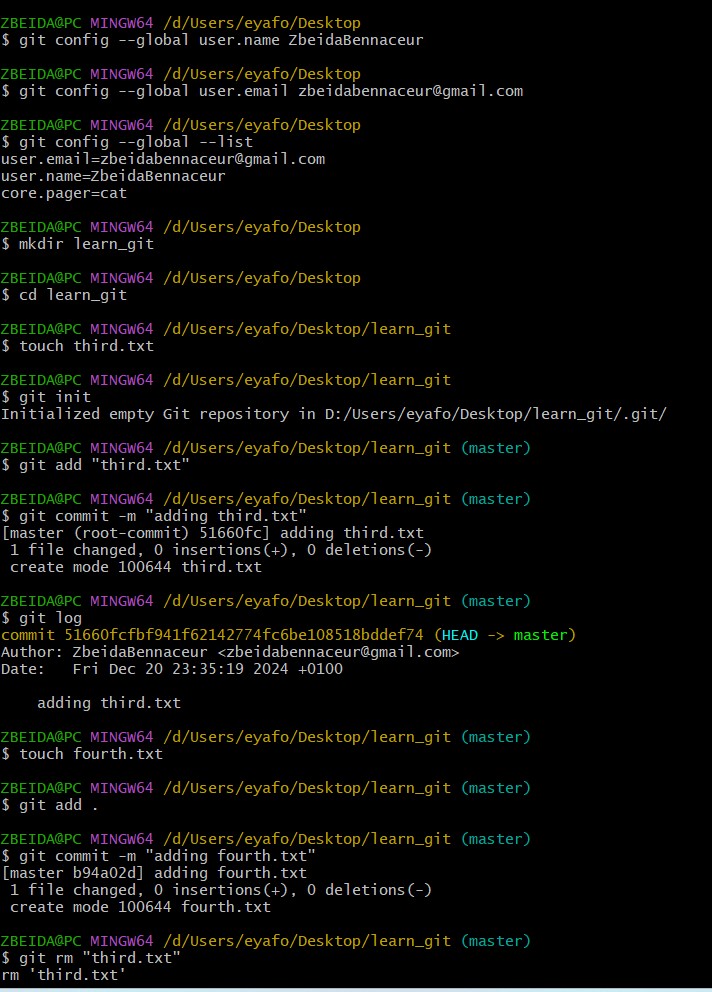 ZBEIDA@PC MINGW64 /d/Users/eyafo/Desktop
$ git config --global user.name ZbeidaBennaceur
ZBEIDA@PC MINGW64 /d/Users/eyafo/Desktop
$ git config --global user.email zbeidabennaceur@gmail.com
ZBEIDA@PC MINGW64 /d/Users/eyafo/Desktop
$ git config --global --list
user.email=zbeidabennaceur@gmail.com
user.name=ZbeidaBennaceur
core.pager=cat
ZBEIDA@PC MINGW64 /d/Users/eyafo/Desktop
$ mkdir learn_git
ZBEIDA@PC MINGW64 /d/Users/eyafo/Desktop
$ cd learn_git
ZBEIDA@PC MINGW64 /d/Users/eyafo/Desktop/learn_git
$ touch third.txt
ZBEIDA@PC MINGW64 /d/Users/eyafo/Desktop/learn_git
$ git init
Initialized empty Git repository in D:/Users/eyafo/Desktop/learn_git/.git/
ZBEIDA@PC MINGW64 /d/Users/eyafo/Desktop/learn_git (master)
$ git add "third.txt"
ZBEIDA@PC MINGW64 /d/Users/eyafo/Desktop/learn_git (master)
$ git commit -m "adding third.txt"
[master (root-commit) 51660fc] adding third.txt
 1 file changed, 0 insertions(+), 0 deletions(-)
 create mode 100644 third.txt
ZBEIDA@PC MINGW64 /d/Users/eyafo/Desktop/learn_git (master)
$ git log
commit 51660fcfbf941f62142774fc6be108518bddef74 (HEAD -> master)
Author: ZbeidaBennaceur <zbeidabennaceur@gmail.com>
Date:   Fri Dec 20 23:35:19 2024 +0100
    adding third.txt
ZBEIDA@PC MINGW64 /d/Users/eyafo/Desktop/learn_git (master)
$ touch fourth.txt
ZBEIDA@PC MINGW64 /d/Users/eyafo/Desktop/learn_git (master)
$ git add .
ZBEIDA@PC MINGW64 /d/Users/eyafo/Desktop/learn_git (master)
$ git commit -m "adding fourth.txt"
[master b94a02d] adding fourth.txt
 1 file changed, 0 insertions(+), 0 deletions(-)
 create mode 100644 fourth.txt
ZBEIDA@PC MINGW64 /d/Users/eyafo/Desktop/learn_git (master)
$ git rm "third.txt"
rm 'third.txt'